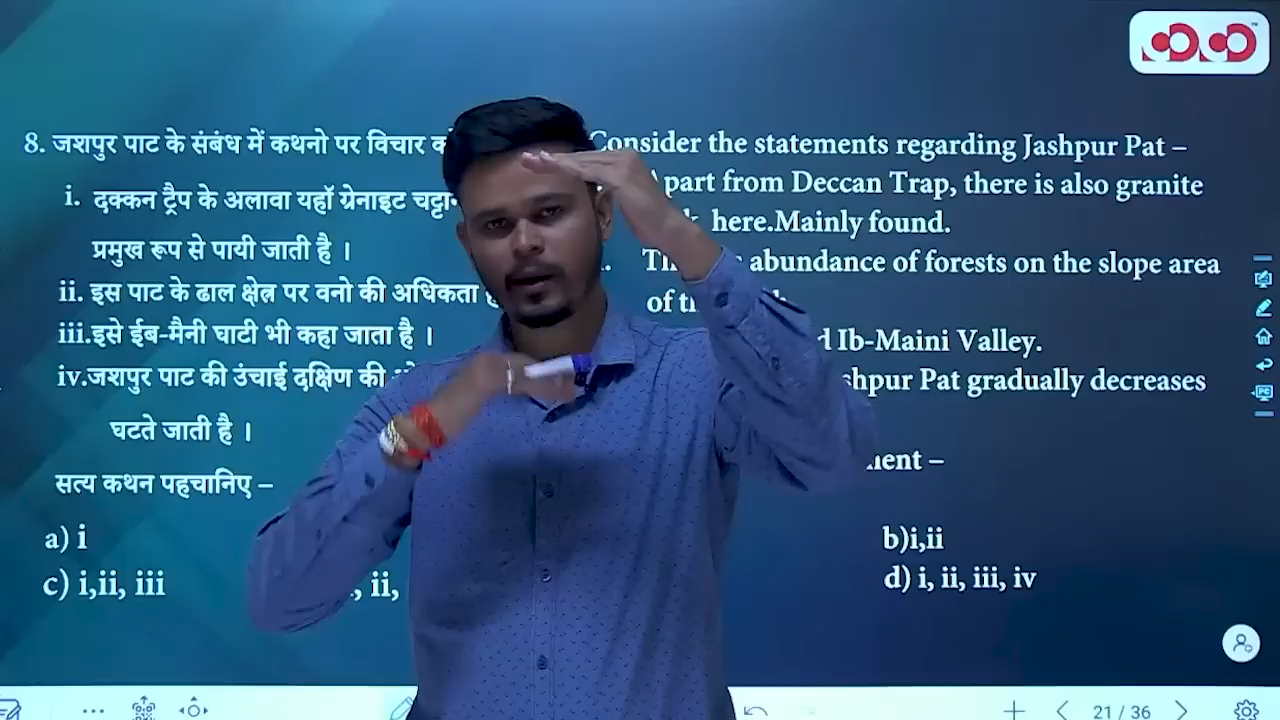 8. जशपुर पाट के संबंध में कथनो पर विचार
i. दक्कन ट्रैप के अलावा यहॉ ग्रेनाइट
प्रमुख रूप से पायी जाती है ।
ii. इस पाट के ढाल क्षेत्र पर वनो की अधिकता
iii.इसे ईब-मैनी घाटी भी कहा जाता है ।
iv.जशपुर पाट की उंचाई दक्षिण की
घटते जाती है ।
सत्य कथन पहचानिए –
a) i
c) i,ii, iii
Consider the statements regarding Jashpur Pat –
part from Deccan Trap, there is also granite
here.Mainly found.
abundance of forests on the slope area
of
Ib-Maini Valley.
shpur Pat gradually decreases
ment –
b)i,ii
ii,
d) i, ii, iii, iv
PC
21 / 36